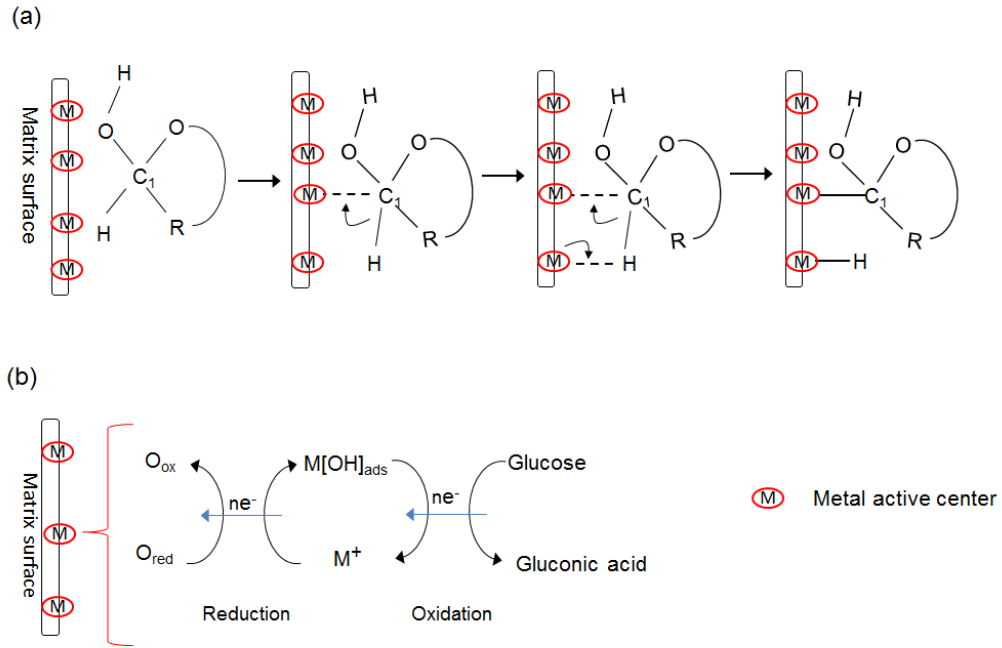 (a)
Matrix surface
M
M
M
M
H
O
O
C1
H
R
M
M
M
M
H
O
O
C1
R
H
M
M
M
M
H
O
O
C1
R
H
M
M
M
M
H
O
O
C1
R
H
(b)
Matrix surface
M
M
M
Oox
ne-
M[OH]ads
ne-
Glucose
Ored
M+
Gluconic acid
Reduction
Oxidation
M
Metal active center